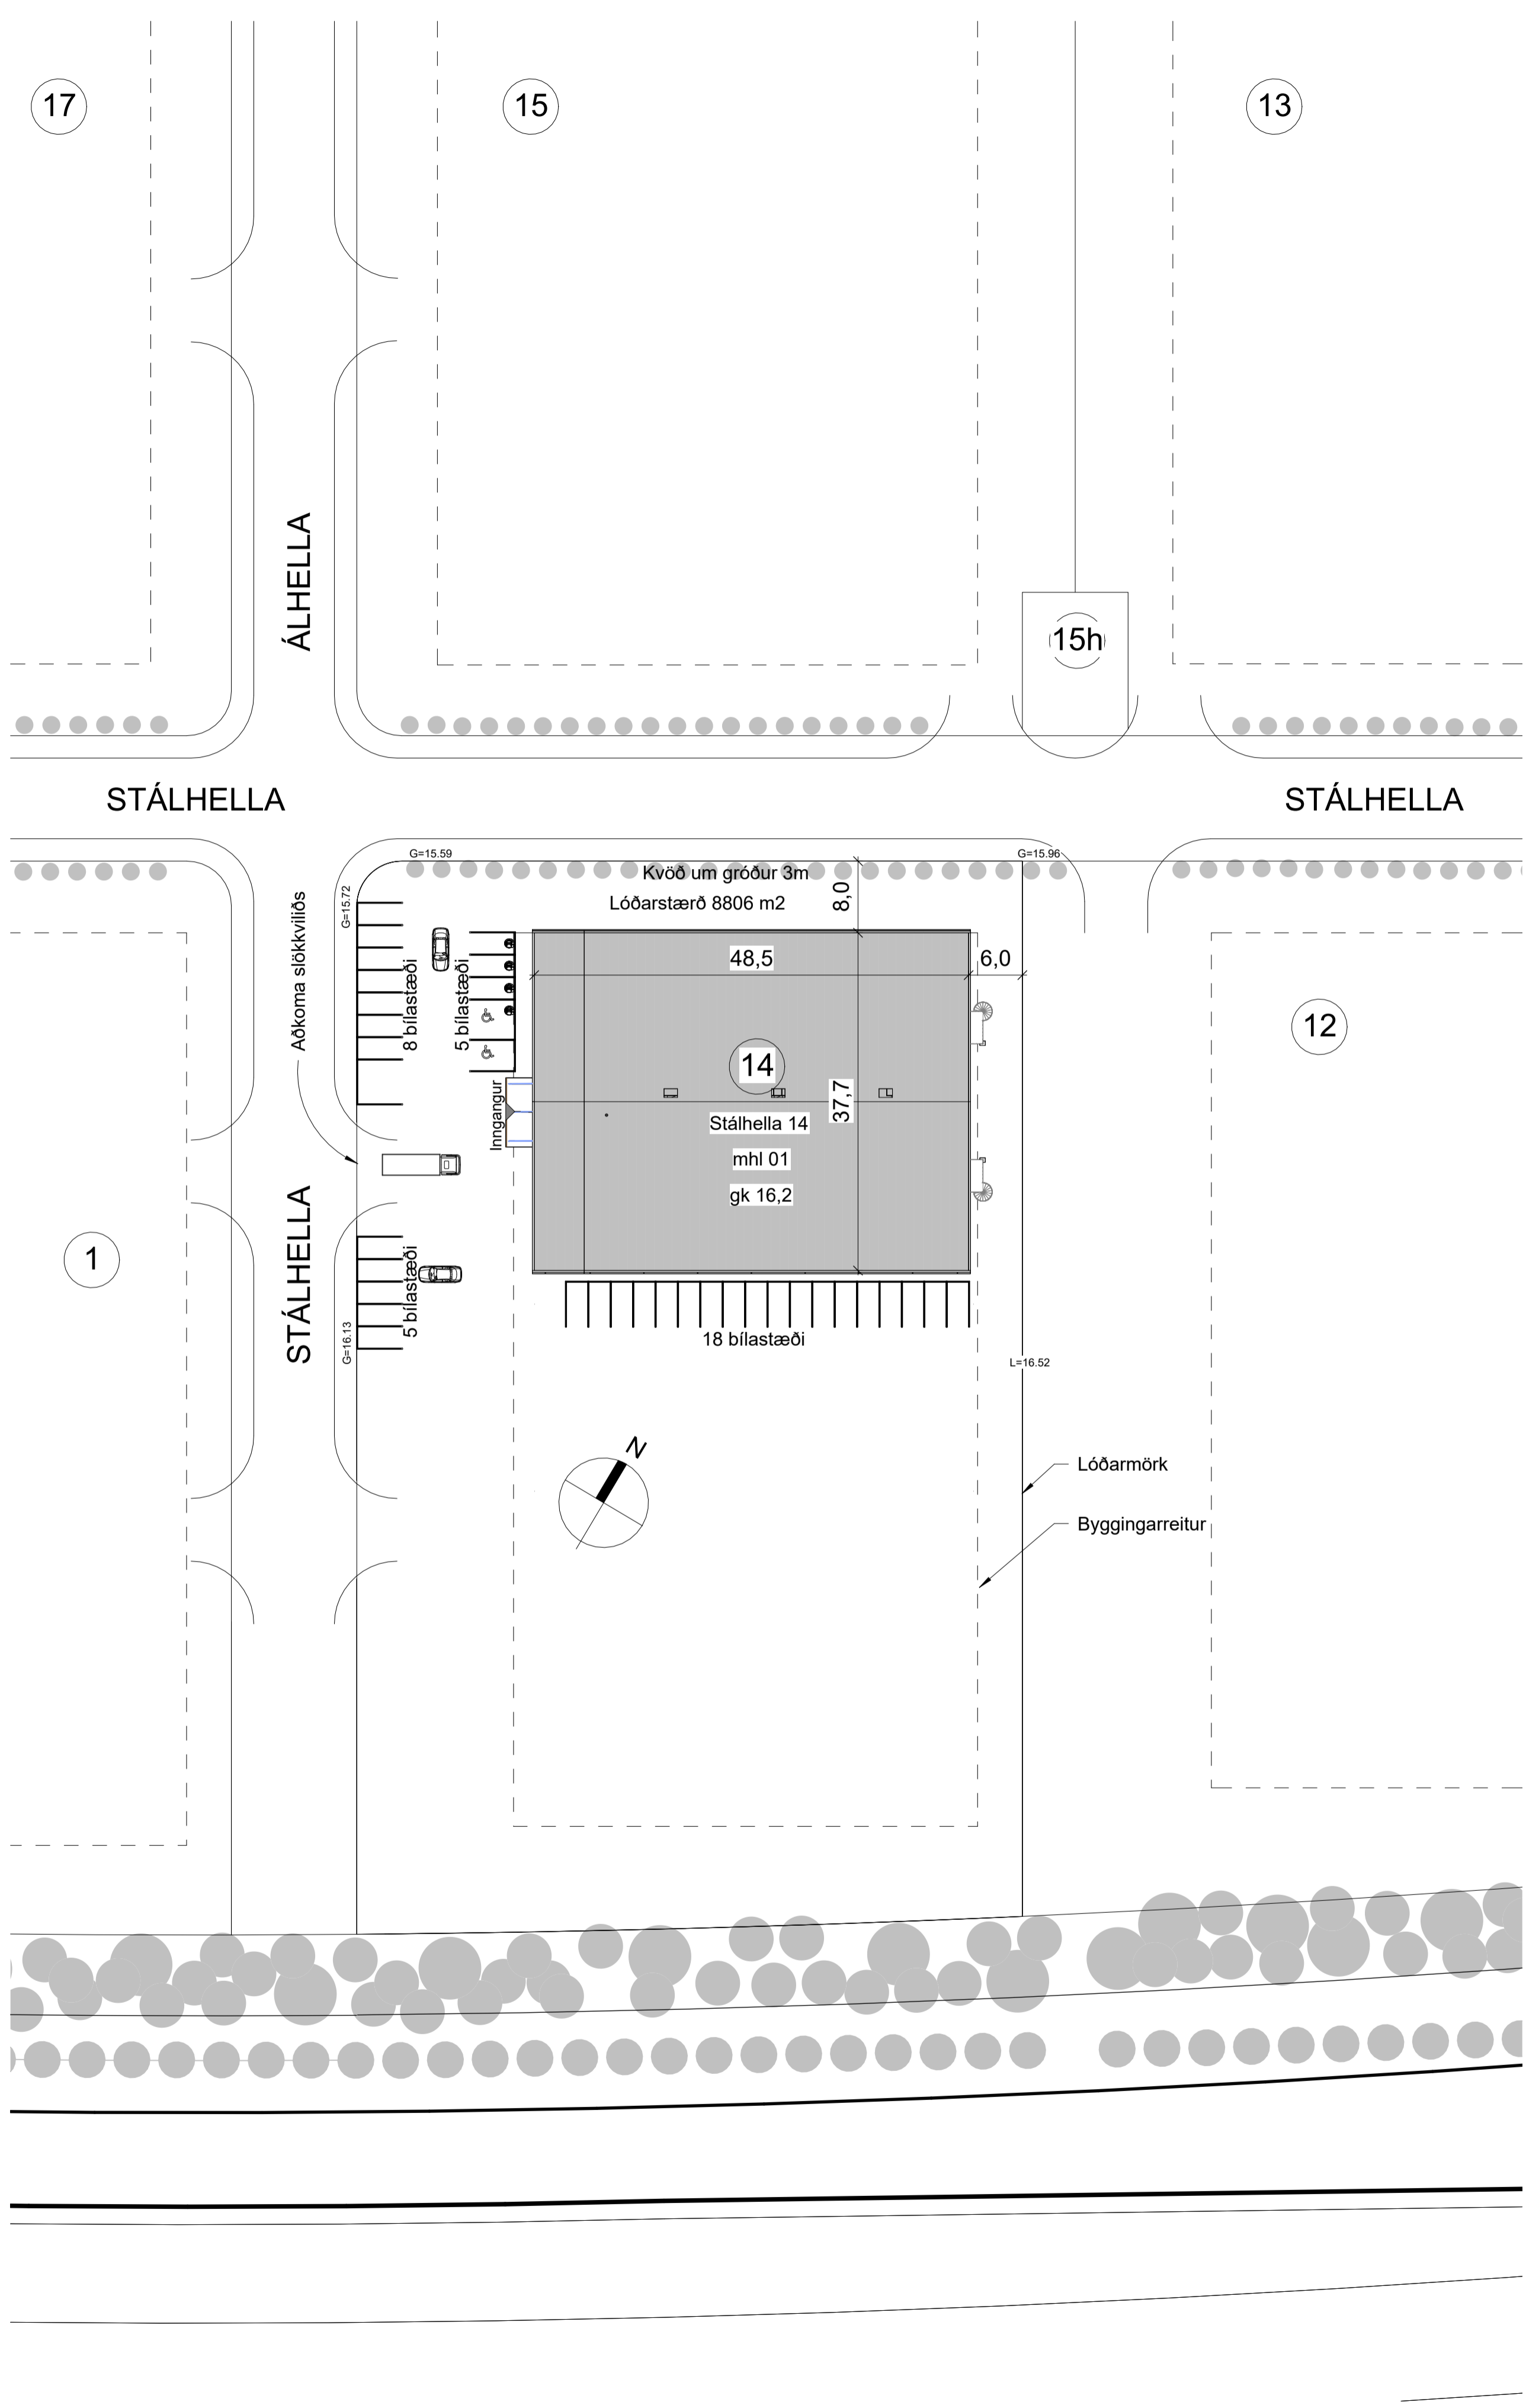 17
15
13
ÁLHELLA
15h
STÁLHELLA
STÁLHELLA
G=15.59
G=15.96
Kvöð um gróður 3m
Lóðarstærð 8806 m2
8,0
G=15.72
Aðkoma slökkviliðs
8 bílastæði
5 bílastæði
48,5
6,0
12
14
37,7
Inngangur
Stálhella 14
mhl 01
gk 16,2
STÁLHELLA
1
5 bílastæði
G=16.13
18 bílastæði
L=16.52
N
Lóðarmörk
Byggingarreitur